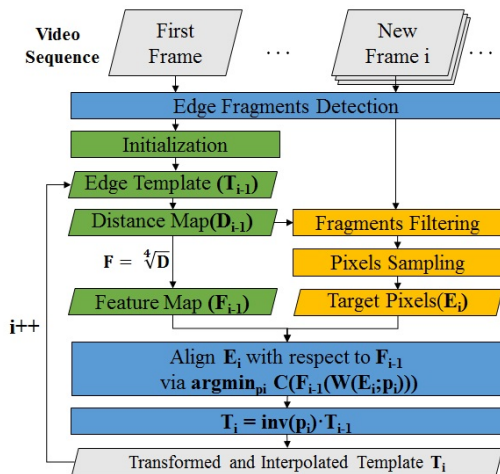 Video
Sequence
First
Frame
. . .
New
Frame i
. . .
Edge Fragments Detection
Initialization
Edge Template (T_{i-1})
Distance Map(D_{i-1})
Fragments Filtering
F = ∜D
Pixels Sampling
Feature Map (F_{i-1})
Target Pixels(E_i)
i++
Align E_i with respect to F_{i-1}
via argmin_{pi} C(F_{i-1}(W(E_i;p_i)))
T_i = inv(p_i)·T_{i-1}
Transformed and Interpolated Template T_i